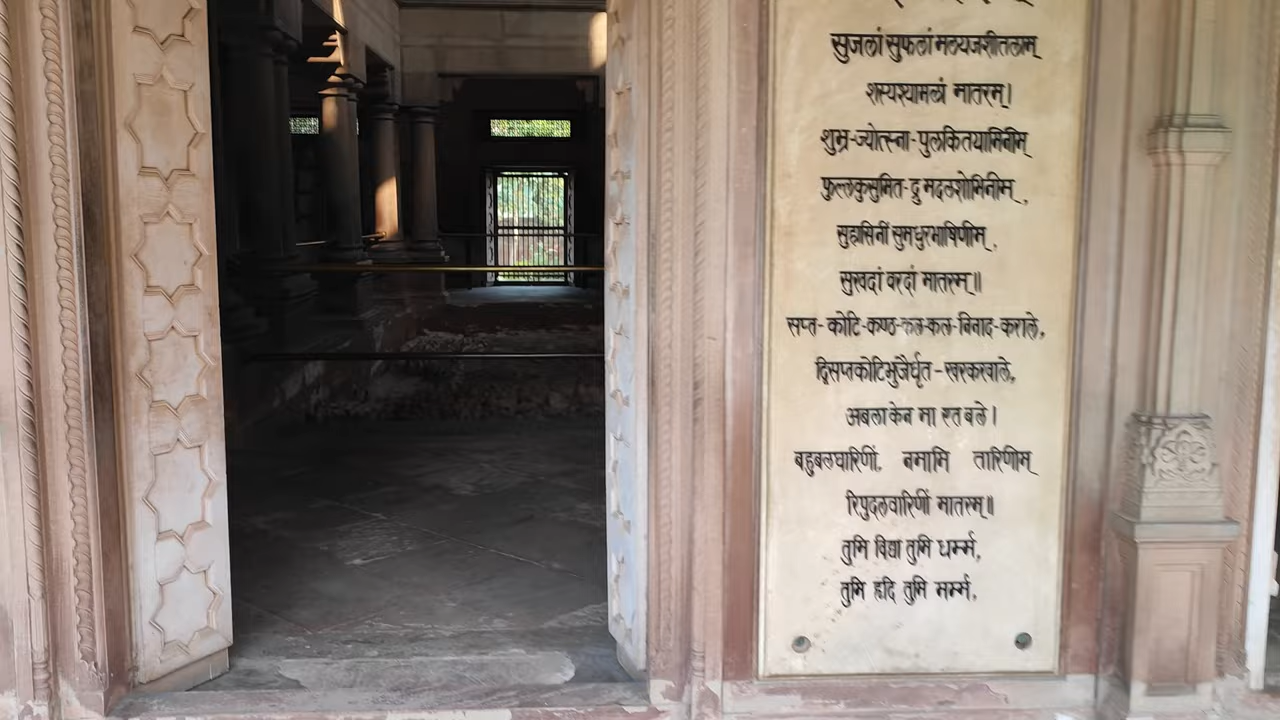 सुजलां सुफलां मलयजशीतलाम्
शस्यश्यामलां मातरम्।
शुभ्र-ज्योत्स्ना-पुलकितयामिनीम्
फुल्लकुसुमित-द्रुमदलशोभिनीम्,
सुहासिनीं सुमधुरभाषिणीम्,
सुखदां वरदां मातरम्॥
सप्त-कोटि-कण्ठ-कल-कल-निनाद-कराले,
द्विसप्तकोटिभुजैर्धृत-खरकरवाले,
अबला केन मा एत बले।
बहुबलधारिणीं, नमामि तारिणीम्
रिपुदलवारिणीं मातरम्॥
तुमि विद्या तुमि धर्म्म,
तुमि हृदि तुमि मर्म्म,